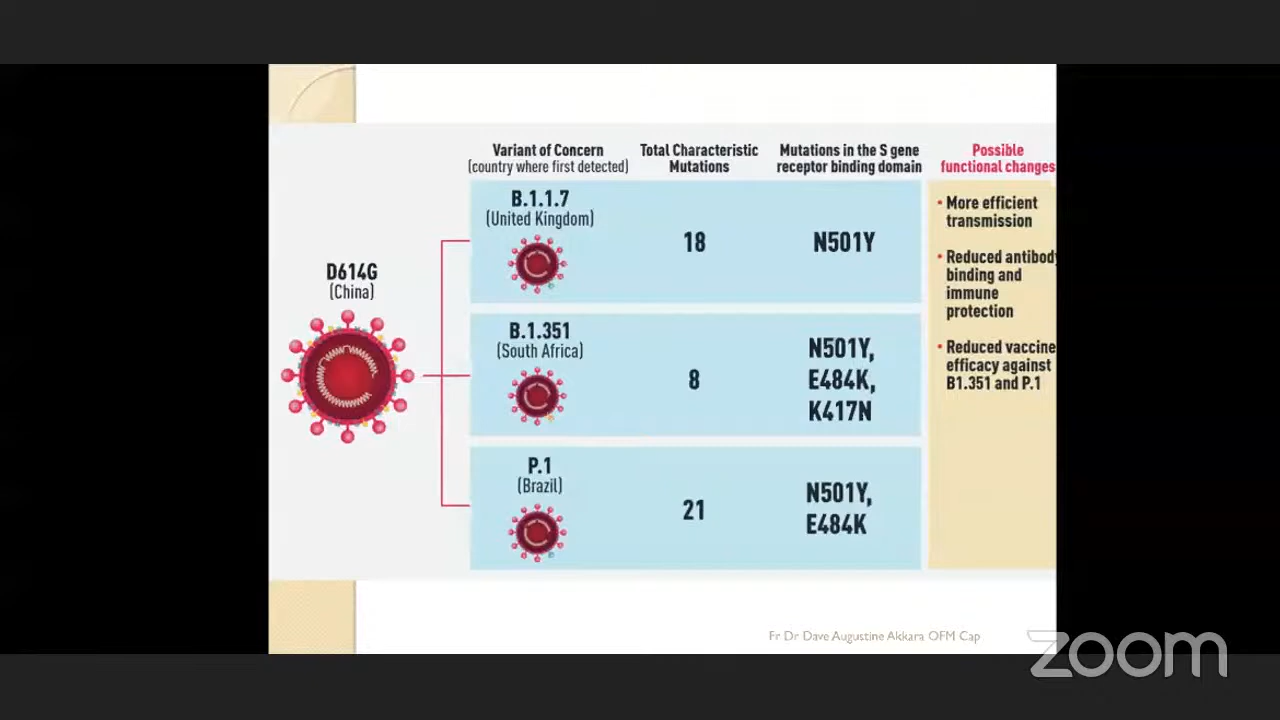 Variant of Concern
(country where first detected)
Total Characteristic
Mutations
Mutations in the S gene
receptor binding domain
Possible
functional changes
D614G
(China)
B.1.1.7
(United Kingdom)
18
N501Y
B.1.351
(South Africa)
8
N501Y,
E484K,
K417N
P.1
(Brazil)
21
N501Y,
E484K
• More efficient
transmission
• Reduced antibody
binding and
immune
protection
• Reduced vaccine
efficacy against
B1.351 and P.1
Fr Dr Dave Augustine Akkara OFM Cap
zoom